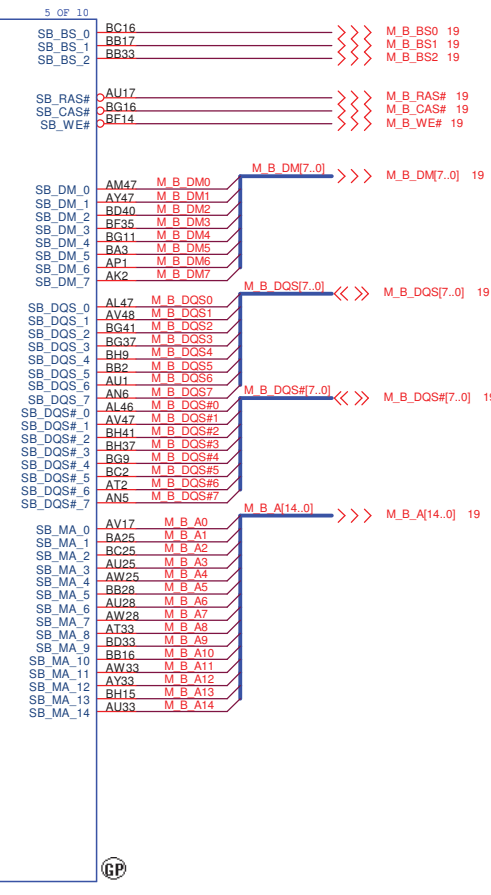 5 OF 10
SB_BS_0 BC16 M_B_BS0 19
SB_BS_1 BB17 M_B_BS1 19
SB_BS_2 BB33 M_B_BS2 19
SB_RAS# AU17 M_B_RAS# 19
SB_CAS# BG16 M_B_CAS# 19
SB_WE# BF14 M_B_WE# 19
M_B_DM[7..0] M_B_DM[7..0] 19
SB_DM_0 AM47 M_B_DM0
SB_DM_1 AY47 M_B_DM1
SB_DM_2 BD40 M_B_DM2
SB_DM_3 BF35 M_B_DM3
SB_DM_4 BG11 M_B_DM4
SB_DM_5 BA3 M_B_DM5
SB_DM_6 AP1 M_B_DM6
SB_DM_7 AK2 M_B_DM7
M_B_DQS[7..0] M_B_DQS[7..0] 19
SB_DQS_0 AL47 M_B_DQS0
SB_DQS_1 AV48 M_B_DQS1
SB_DQS_2 BG41 M_B_DQS2
SB_DQS_3 BG37 M_B_DQS3
SB_DQS_4 BH9 M_B_DQS4
SB_DQS_5 BB2 M_B_DQS5
SB_DQS_6 AU1 M_B_DQS6
SB_DQS_7 AN6 M_B_DQS7
M_B_DQS#[7..0] M_B_DQS#[7..0] 19
SB_DQS#_0 AL46 M_B_DQS#0
SB_DQS#_1 AV47 M_B_DQS#1
SB_DQS#_2 BH41 M_B_DQS#2
SB_DQS#_3 BH37 M_B_DQS#3
SB_DQS#_4 BG9 M_B_DQS#4
SB_DQS#_5 BC2 M_B_DQS#5
SB_DQS#_6 AT2 M_B_DQS#6
SB_DQS#_7 AN5 M_B_DQS#7
M_B_A[14..0] M_B_A[14..0] 19
SB_MA_0 AV17 M_B_A0
SB_MA_1 BA25 M_B_A1
SB_MA_2 BC25 M_B_A2
SB_MA_3 AU25 M_B_A3
SB_MA_4 AW25 M_B_A4
SB_MA_5 BB28 M_B_A5
SB_MA_6 AU28 M_B_A6
SB_MA_7 AW28 M_B_A7
SB_MA_8 AT33 M_B_A8
SB_MA_9 BD33 M_B_A9
SB_MA_10 BB16 M_B_A10
SB_MA_11 AW33 M_B_A11
SB_MA_12 AY33 M_B_A12
SB_MA_13 BH15 M_B_A13
SB_MA_14 AU33 M_B_A14
GP